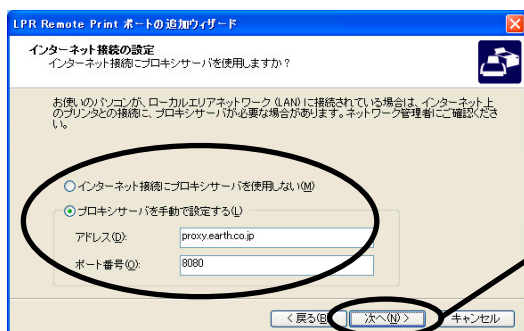 LPR Remote Print ポートの追加ウィザード
インターネット接続の設定
インターネット接続にプロキシサーバを使用しますか？
お使いのパソコンが、ローカルエリアネットワーク (LAN) に接続されている場合は、インターネット上
のプリンタとの接続に、プロキシサーバが必要な場合があります。ネットワーク管理者にご確認くださ
い。
インターネット接続にプロキシサーバを使用しない(M)
プロキシサーバを手動で設定する(L)
アドレス(D): proxy.earth.co.jp
ポート番号(O): 8080
< 戻る(B) 次へ(N) > キャンセル